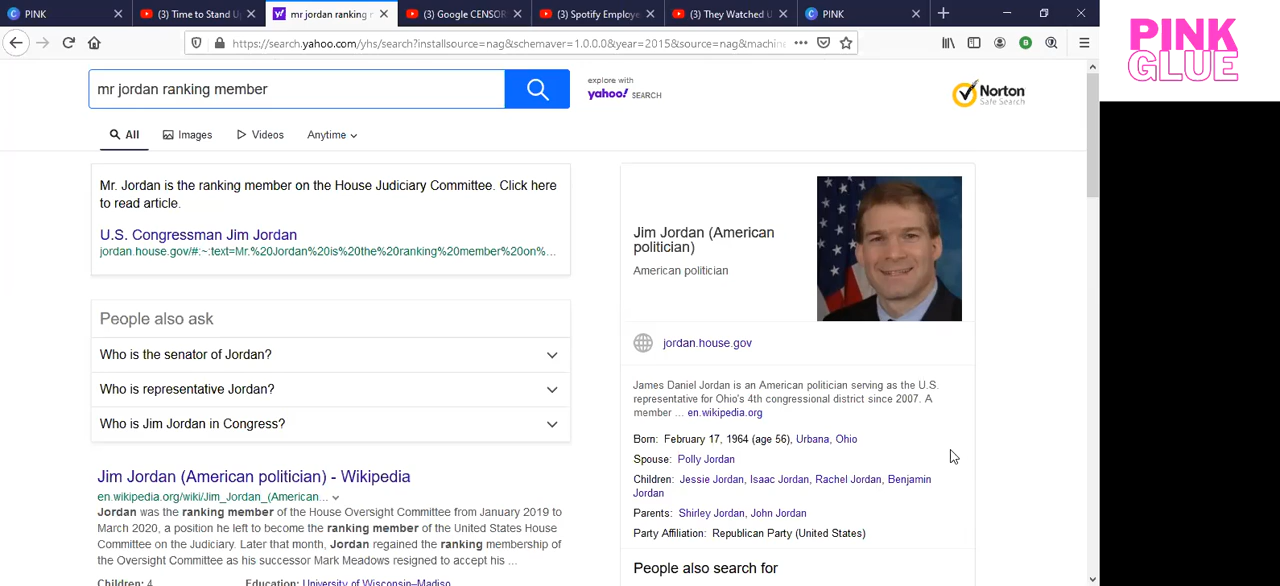 PINK
(3) Time to Stand U
mr jordan ranking m
(3) Google CENSOR
(3) Spotify Employe
(3) They Watched U
PINK
PINK
GLUE
https://search.yahoo.com/yhs/search?installsource=nag&schemaver=1.0.0.0&year=2015&source=nag&machine
mr jordan ranking member
explore with
yahoo! SEARCH
Norton
Safe Search
All
Images
Videos
Anytime
Mr. Jordan is the ranking member on the House Judiciary Committee. Click here
to read article.
U.S. Congressman Jim Jordan
jordan.house.gov/#:~:text=Mr.%20Jordan%20is%20the%20ranking%20member%20on%...
People also ask
Who is the senator of Jordan?
Who is representative Jordan?
Who is Jim Jordan in Congress?
Jim Jordan (American politician) - Wikipedia
en.wikipedia.org/wiki/Jim_Jordan_(American...
Jordan was the ranking member of the House Oversight Committee from January 2019 to
March 2020, a position he left to become the ranking member of the United States House
Committee on the Judiciary. Later that month, Jordan regained the ranking membership of
the Oversight Committee as his successor Mark Meadows resigned to accept his ...
Children: 4
Education: University of Wisconsin–Madiso
Jim Jordan (American
politician)
American politician
jordan.house.gov
James Daniel Jordan is an American politician serving as the U.S.
representative for Ohio's 4th congressional district since 2007. A
member ... en.wikipedia.org
Born: February 17, 1964 (age 56), Urbana, Ohio
Spouse: Polly Jordan
Children: Jessie Jordan, Isaac Jordan, Rachel Jordan, Benjamin
Jordan
Parents: Shirley Jordan, John Jordan
Party Affiliation: Republican Party (United States)
People also search for